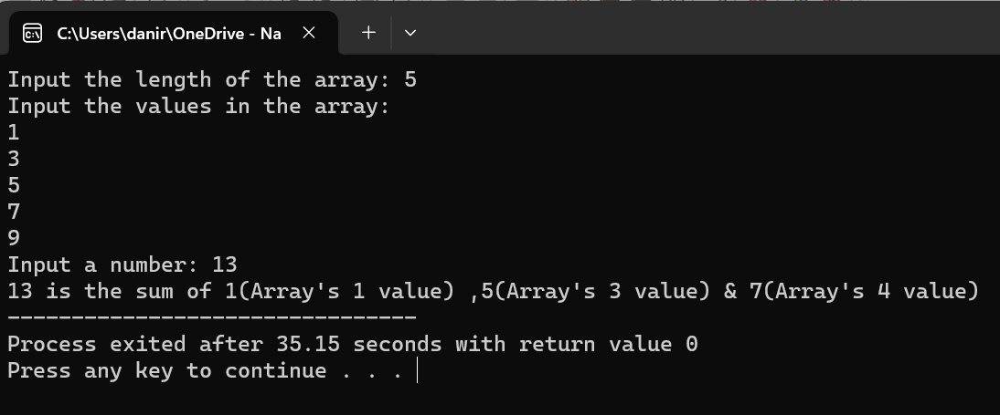 C:\Users\danir\OneDrive - Na
Input the length of the array: 5
Input the values in the array:
1
3
5
7
9
Input a number: 13
13 is the sum of 1(Array's 1 value) ,5(Array's 3 value) & 7(Array's 4 value)
--------------------------------
Process exited after 35.15 seconds with return value 0
Press any key to continue . . .